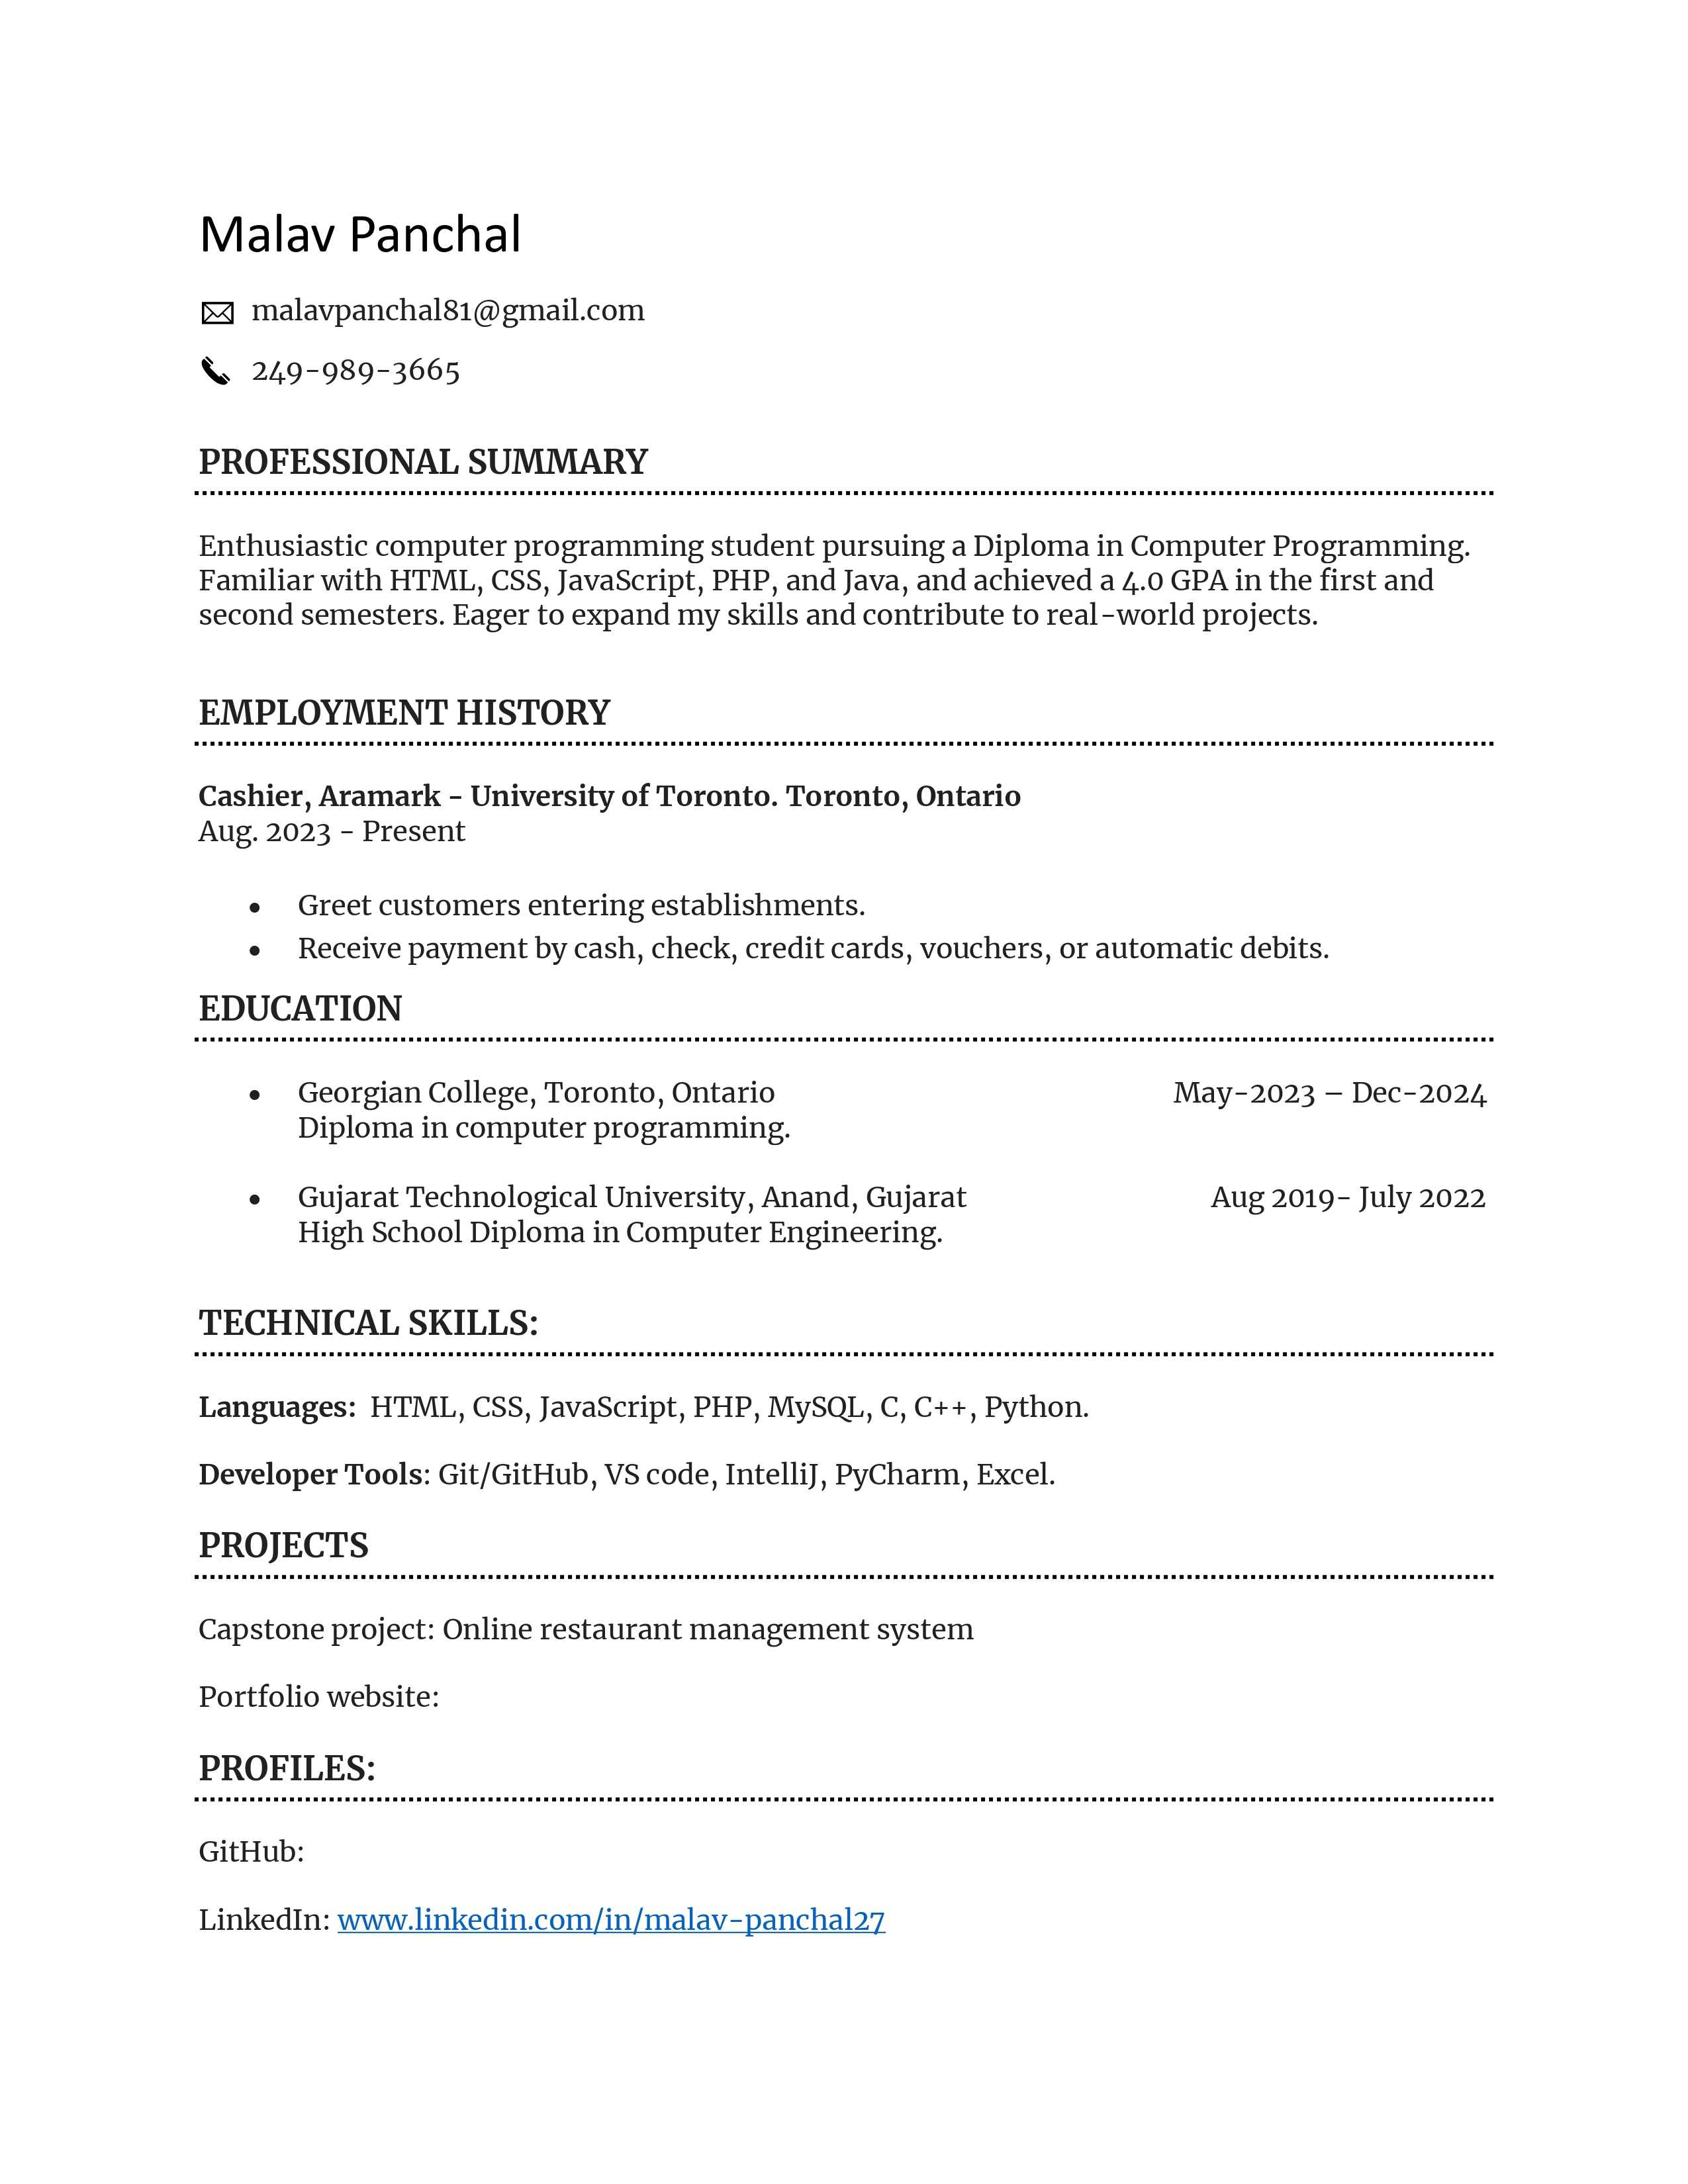 Malav Panchal
malavpanchal81@gmail.com
249-989-3665
PROFESSIONAL SUMMARY
Enthusiastic computer programming student pursuing a Diploma in Computer Programming.
Familiar with HTML, CSS, JavaScript, PHP, and Java, and achieved a 4.0 GPA in the first and
second semesters. Eager to expand my skills and contribute to real-world projects.
EMPLOYMENT HISTORY
Cashier, Aramark - University of Toronto. Toronto, Ontario
Aug. 2023 - Present
• Greet customers entering establishments.
• Receive payment by cash, check, credit cards, vouchers, or automatic debits.
EDUCATION
• Georgian College, Toronto, Ontario May-2023 – Dec-2024
Diploma in computer programming.
• Gujarat Technological University, Anand, Gujarat Aug 2019- July 2022
High School Diploma in Computer Engineering.
TECHNICAL SKILLS:
Languages: HTML, CSS, JavaScript, PHP, MySQL, C, C++, Python.
Developer Tools: Git/GitHub, VS code, IntelliJ, PyCharm, Excel.
PROJECTS
Capstone project: Online restaurant management system
Portfolio website:
PROFILES:
GitHub:
LinkedIn: www.linkedin.com/in/malav-panchal27